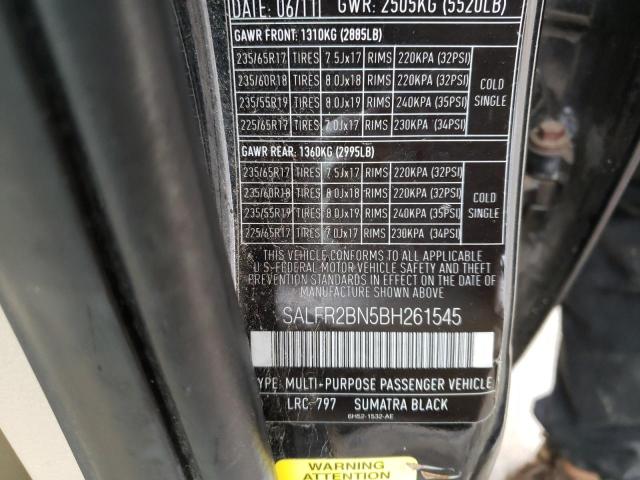 DATE: 06/11 GWR: 2505KG (5520LB)
GAWR FRONT: 1310KG (2885LB)
235/65R17 TIRES 7.5Jx17 RIMS 220KPA (32PSI)
235/60R18 TIRES 8.0Jx18 RIMS 220KPA (32PSI)
235/55R19 TIRES 8.0Jx19 RIMS 240KPA (35PSI)
225/65R17 TIRES 7.0Jx17 RIMS 230KPA (34PSI)
COLD
SINGLE
GAWR REAR: 1360KG (2995LB)
235/65R17 TIRES 7.5Jx17 RIMS 220KPA (32PSI)
235/60R18 TIRES 8.0Jx18 RIMS 220KPA (32PSI)
235/55R19 TIRES 8.0Jx19 RIMS 240KPA (35PSI)
225/65R17 TIRES 7.0Jx17 RIMS 230KPA (34PSI)
COLD
SINGLE
THIS VEHICLE CONFORMS TO ALL APPLICABLE
U.S-FEDERAL MOTOR VEHICLE SAFETY AND THEFT
PREVENTION STANDARDS IN EFFECT ON THE DATE OF
MANUFACTURE SHOWN ABOVE
SALFR2BN5BH261545
TYPE: MULTI-PURPOSE PASSENGER VEHICLE
LRC-797 SUMATRA BLACK
6H52-1532-AE
WARNING
ATTENTION